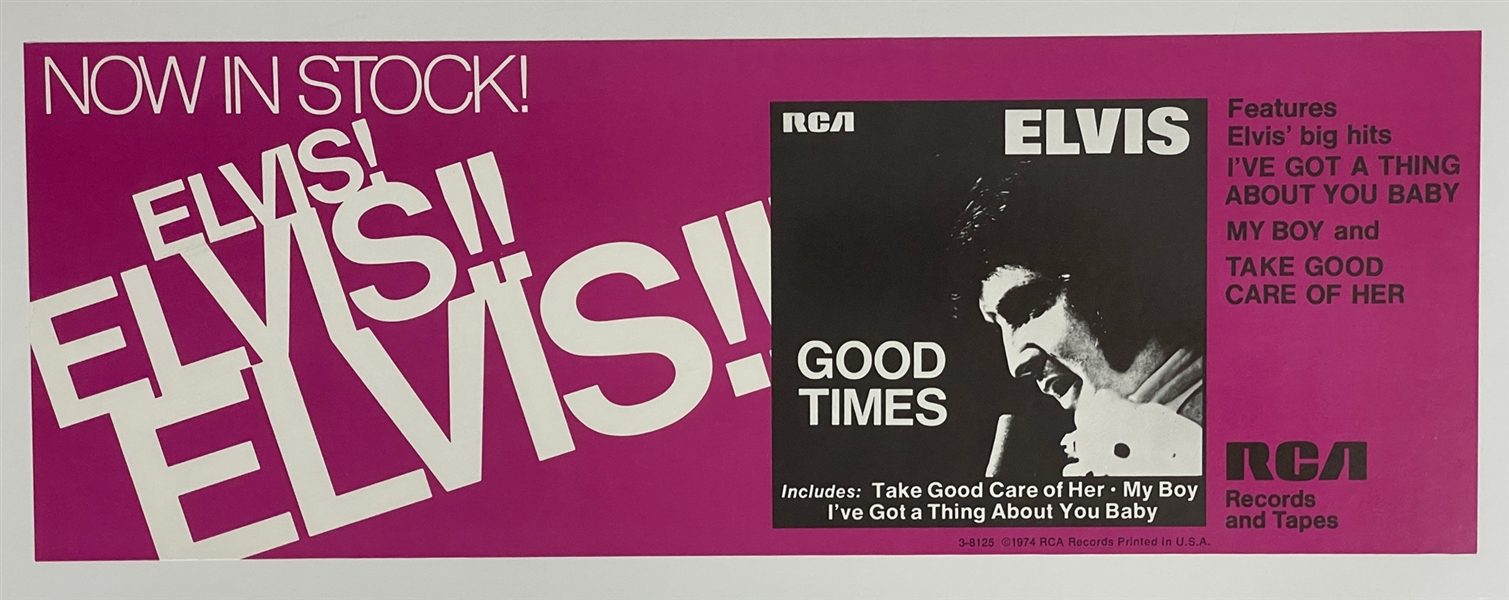 NOW IN STOCK!
ELVIS!
ELVIS!!
ELVIS!!!
RCA
ELVIS
GOOD
TIMES
Includes: Take Good Care of Her • My Boy
I've Got a Thing About You Baby
3-8125 ©1974 RCA Records Printed in U.S.A.
Features
Elvis' big hits
I'VE GOT A THING
ABOUT YOU BABY
MY BOY and
TAKE GOOD
CARE OF HER
RCA
Records
and Tapes